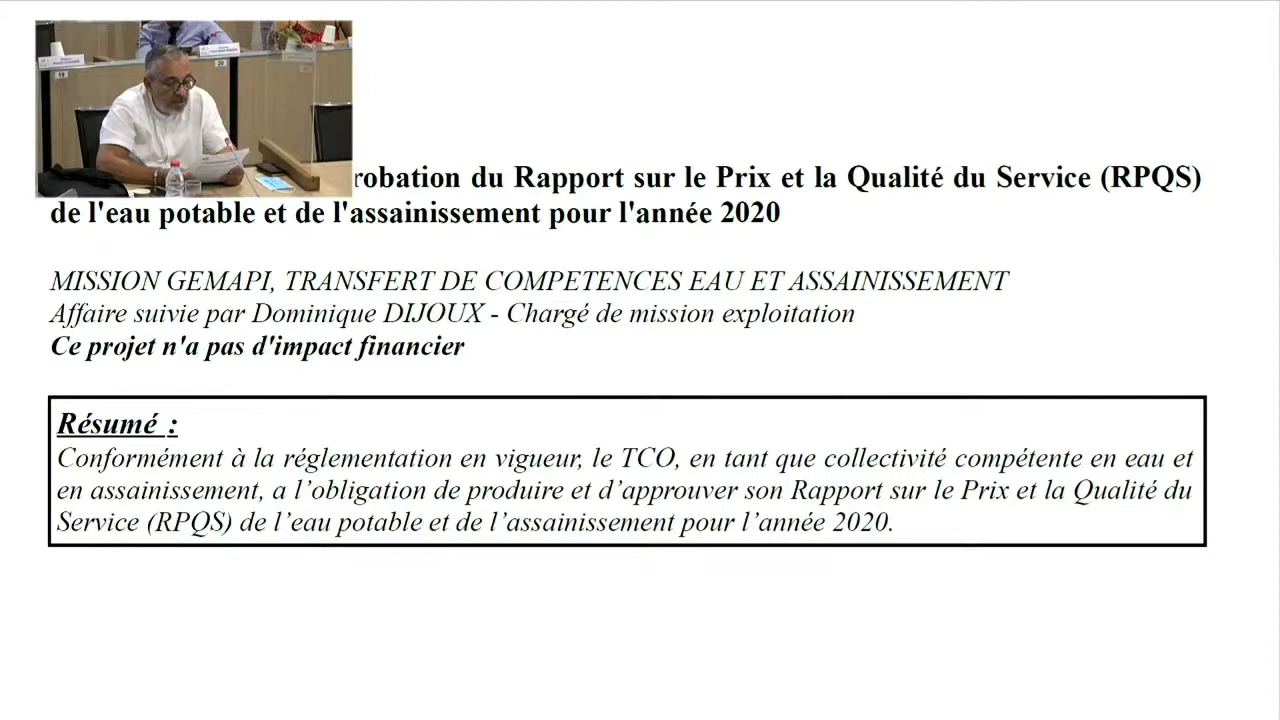 robation du Rapport sur le Prix et la Qualité du Service (RPQS)
de l'eau potable et de l'assainissement pour l'année 2020
MISSION GEMAPI, TRANSFERT DE COMPETENCES EAU ET ASSAINISSEMENT
Affaire suivie par Dominique DIJOUX - Chargé de mission exploitation
Ce projet n'a pas d'impact financier
Résumé :
Conformément à la réglementation en vigueur, le TCO, en tant que collectivité compétente en eau et
en assainissement, a l’obligation de produire et d’approuver son Rapport sur le Prix et la Qualité du
Service (RPQS) de l’eau potable et de l’assainissement pour l’année 2020.
19
20